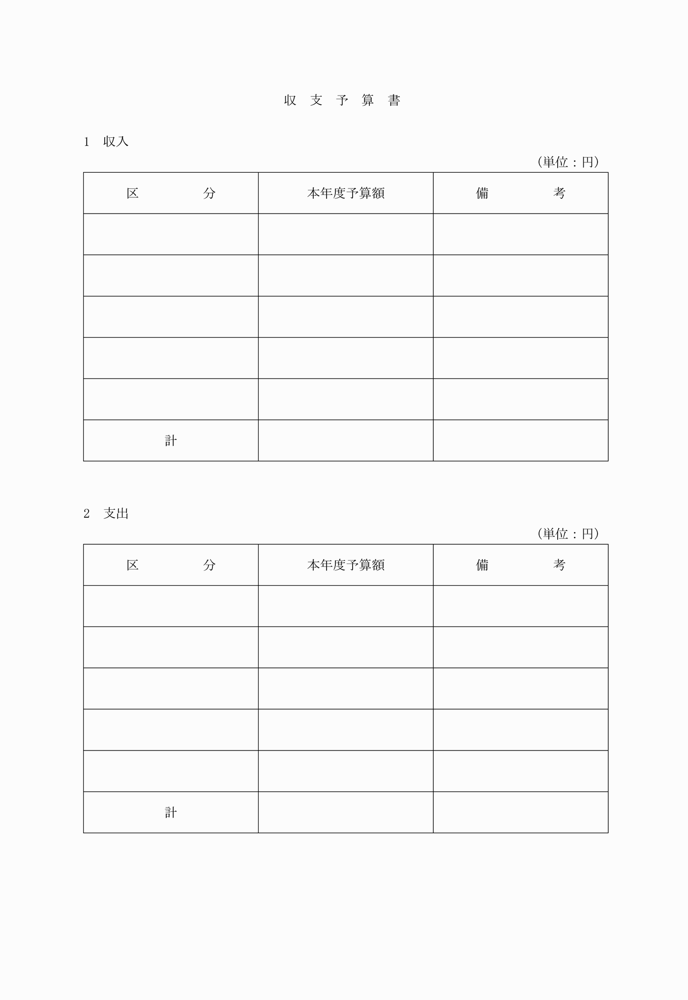 収　支　予　算　書
1　収入
（単位：円）
区　　　　　分　本年度予算額　備　　　　　考
計
2　支出
（単位：円）
区　　　　　分　本年度予算額　備　　　　　考
計